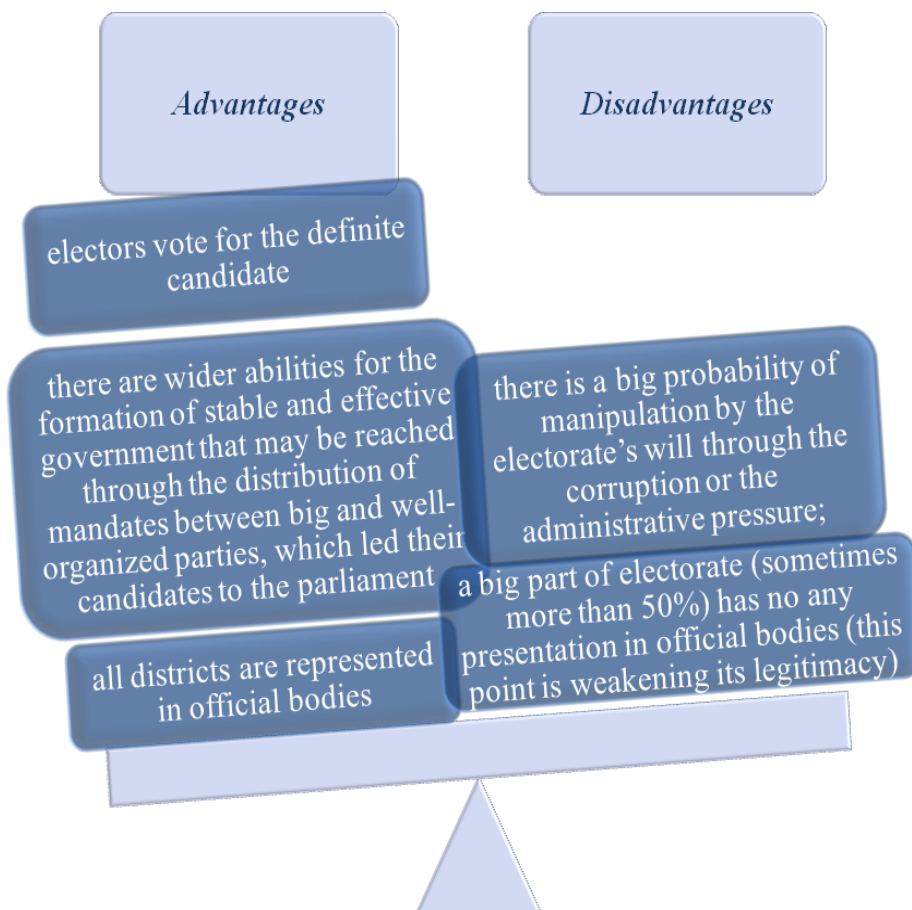 Advantages
Disadvantages
electors vote for the definite
candidate
there are wider abilities for the
formation of stable and effective
government that may be reached
through the distribution of
mandates between big and well-
organized parties, which led their
candidates to the parliament
all districts are represented
in official bodies
there is a big probability of
manipulation by the
electorate’s will through the
corruption or the
administrative pressure;
a big part of electorate (sometimes
more than 50%) has no any
presentation in official bodies (this
point is weakening its legitimacy)